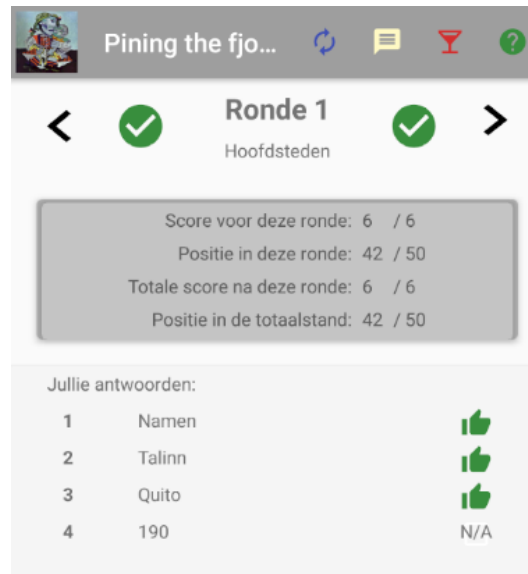 Pining the fjo...
Ronde 1
Hoofdsteden
Score voor deze ronde: 6 / 6
Positie in deze ronde: 42 / 50
Totale score na deze ronde: 6 / 6
Positie in de totaalstand: 42 / 50
Jullie antwoorden:
1 Namen
2 Talinn
3 Quito
4 190 N/A